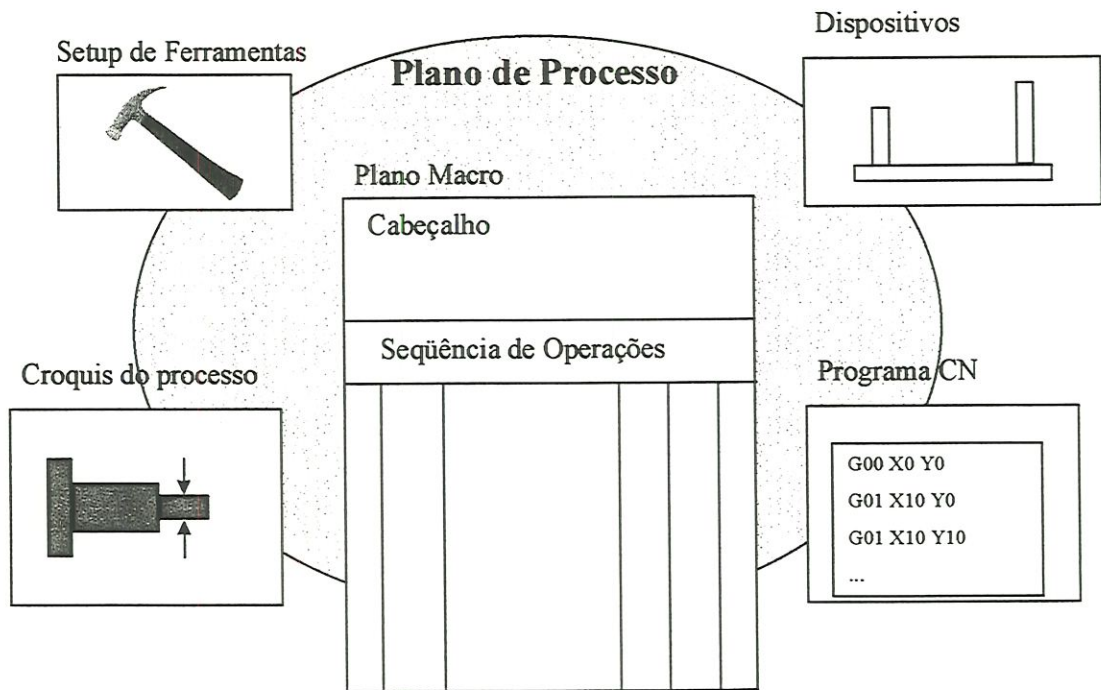 Setup de Ferramentas
Plano de Processo
Dispositivos
Plano Macro
Cabeçalho
Seqüência de Operações
Croquis do processo
Programa CN
G00 X0 Y0
G01 X10 Y0
G01 X10 Y10
...